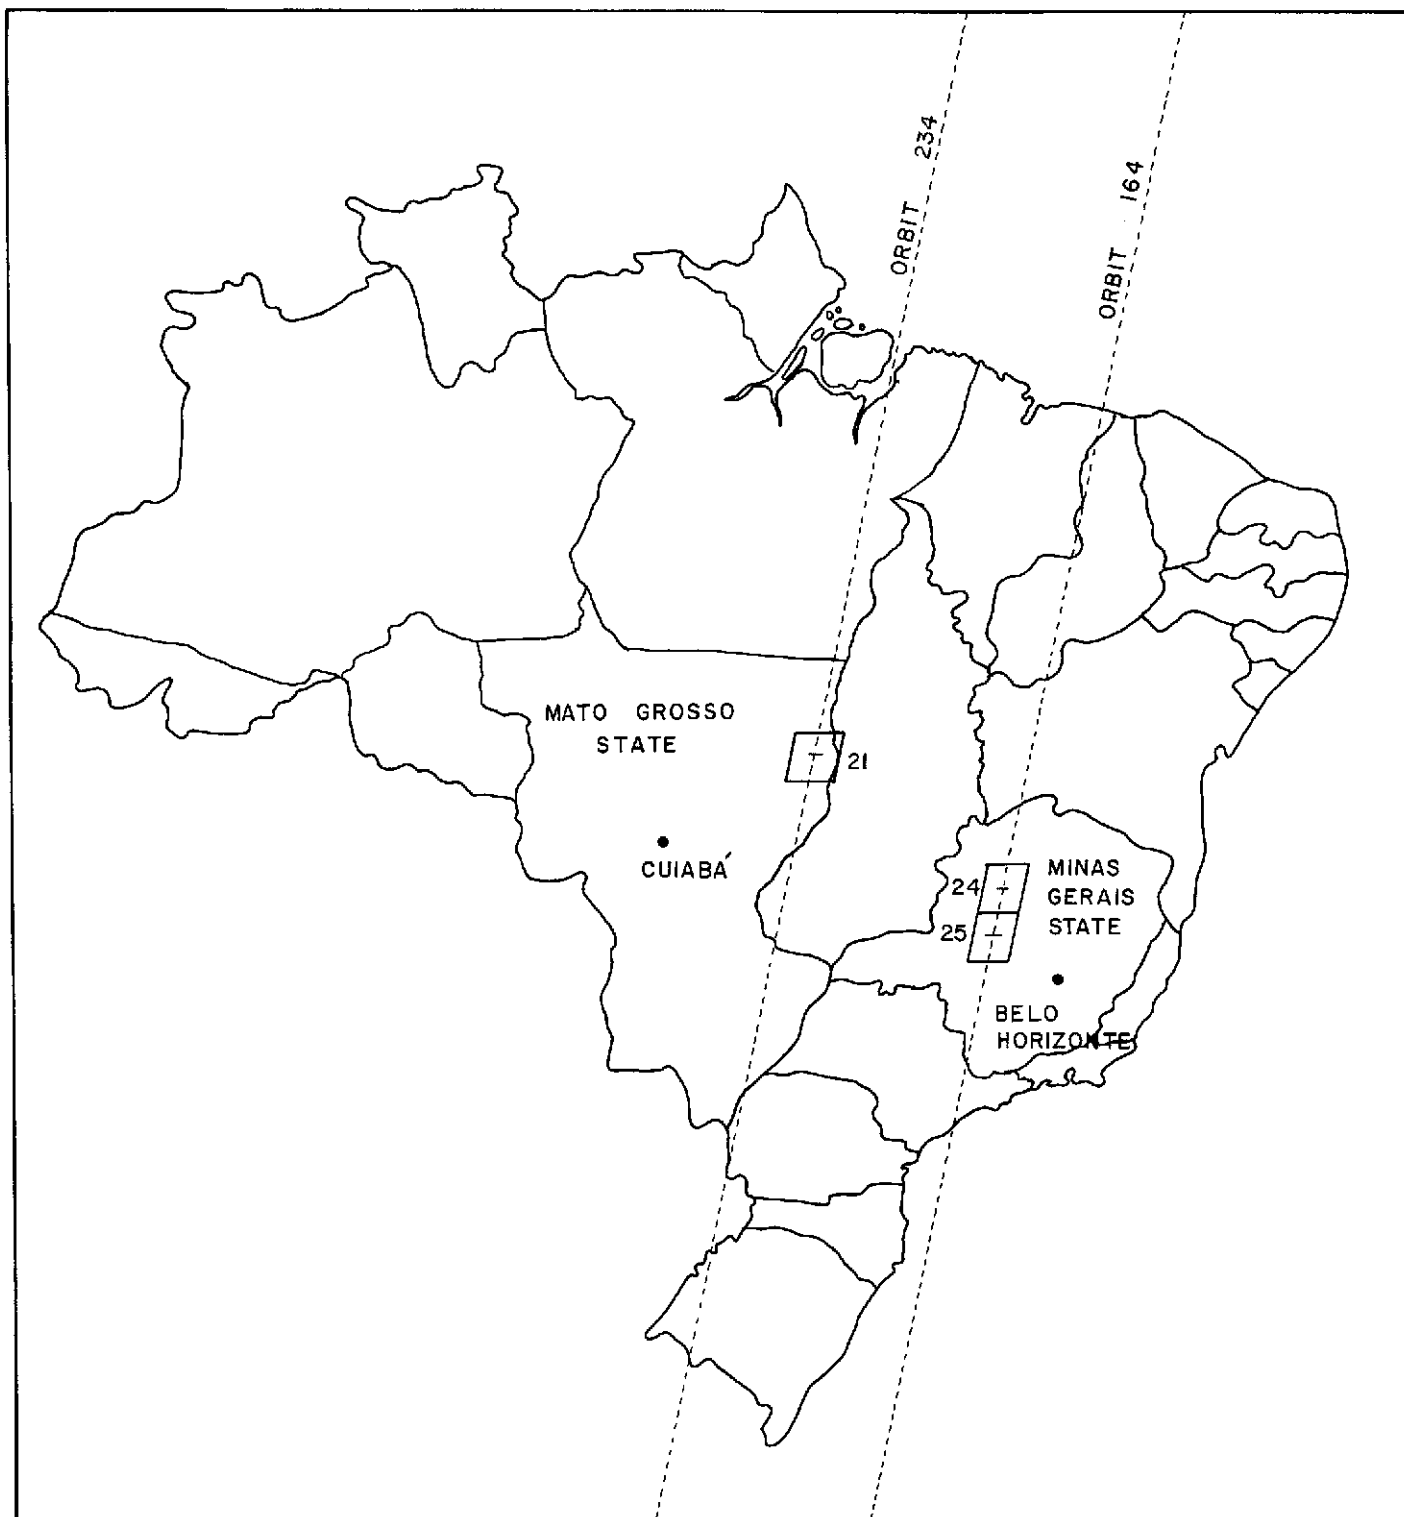 ORBIT 234
ORBIT 164
MATO GROSSO
STATE
21
CUIABÁ
24
25
MINAS
GERAIS
STATE
BELO
HORIZONTE